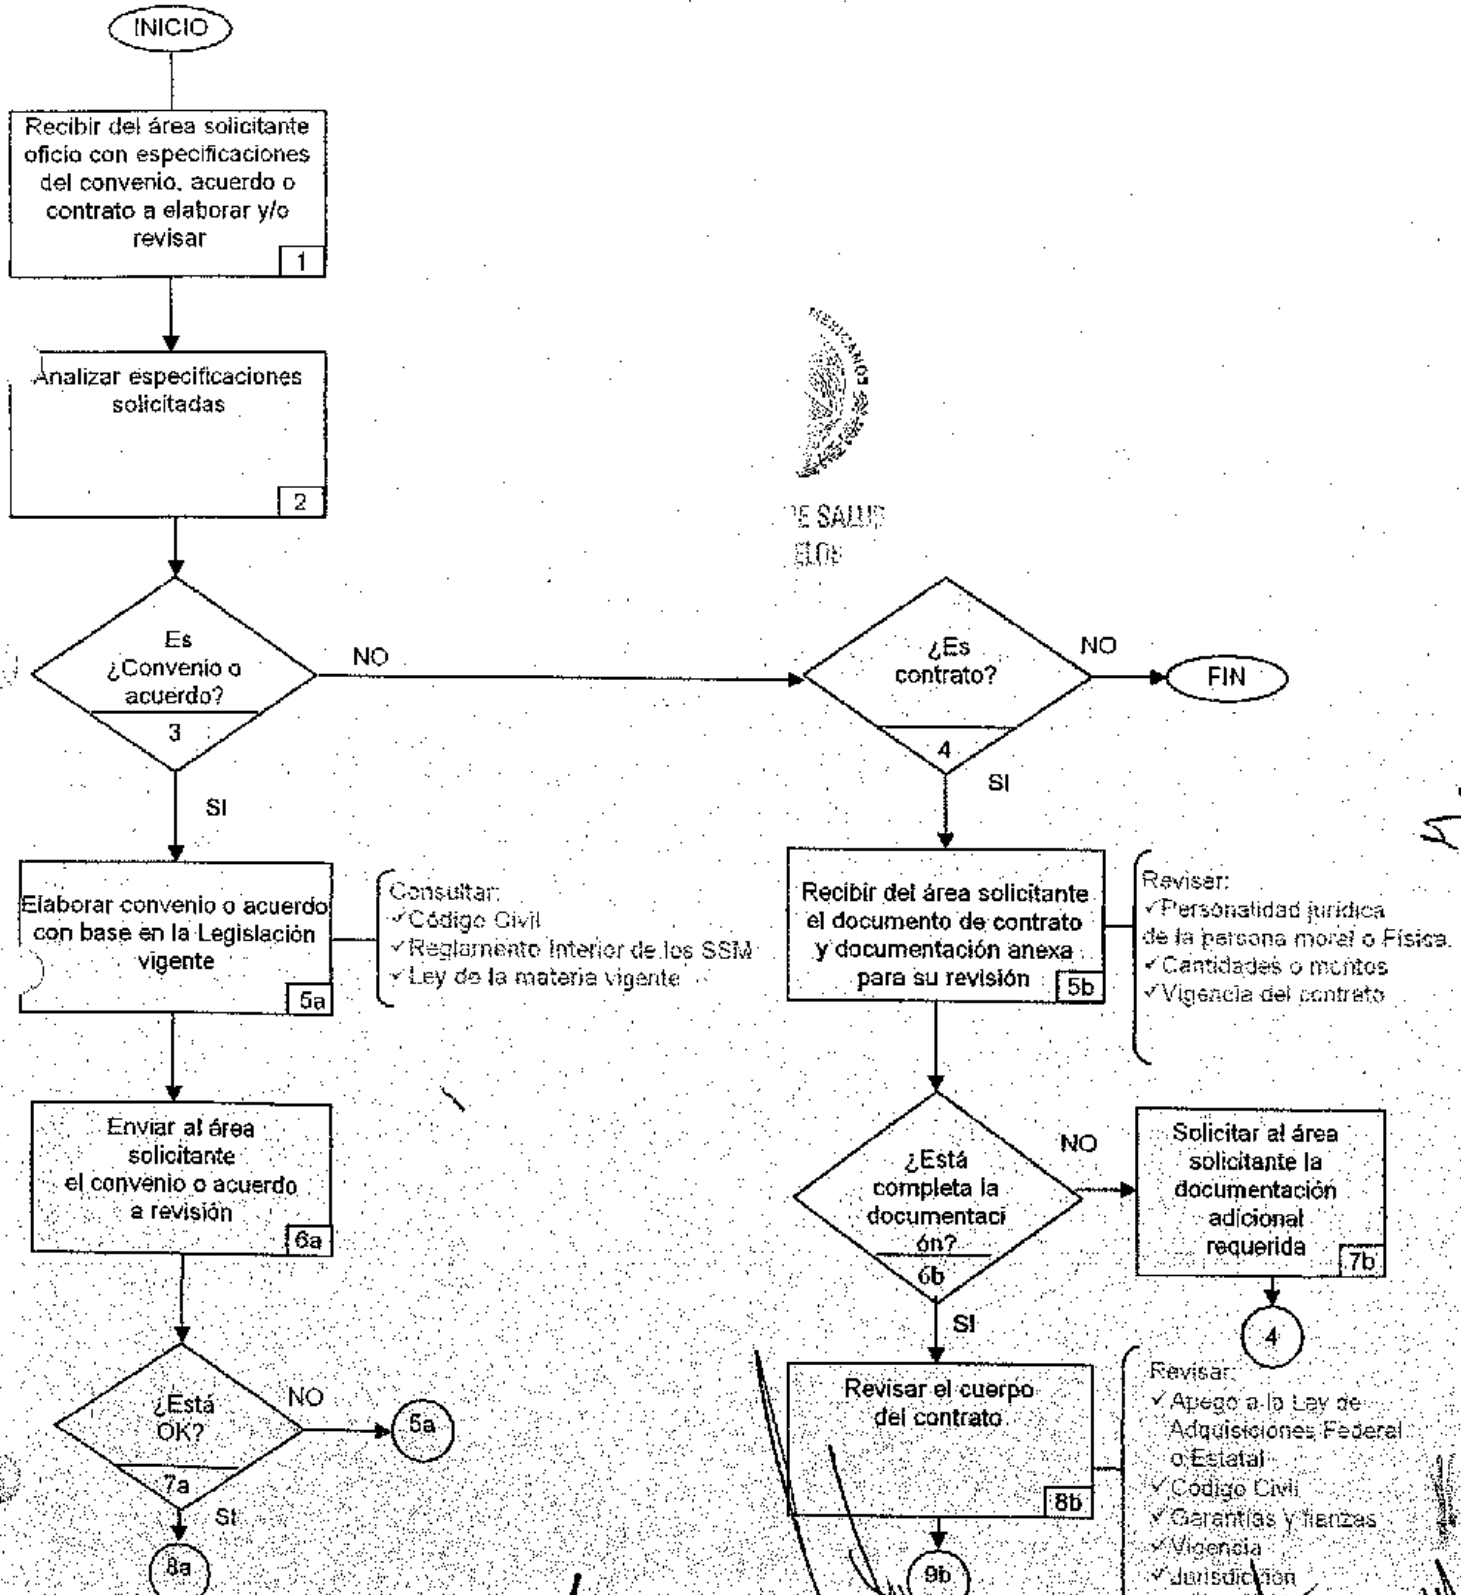 INICIO
Recibir del área solicitante
oficio con especificaciones
del convenio, acuerdo o
contrato a elaborar y/o
revisar
1
Analizar especificaciones
solicitadas
2
MEXICANOS
DE SALUD
ELOS
Es
¿Convenio o
acuerdo?
3
NO
SI
¿Es
contrato?
4
NO
FIN
SI
Elaborar convenio o acuerdo
con base en la Legislación
vigente
5a
Consultar:
✓Código Civil
✓Reglamento Interior de los SSM
✓Ley de la materia vigente
Recibir del área solicitante
el documento de contrato
y documentación anexa
para su revisión
5b
Revisar:
✓Personalidad jurídica
de la persona moral o Física.
✓Cantidades o montos
✓Vigencia del contrato
Enviar al área
solicitante
el convenio o acuerdo
a revisión
6a
¿Está
completa la
documentaci
ón?
6b
NO
Solicitar al área
solicitante la
documentación
adicional
requerida
7b
4
SI
¿Está
OK?
7a
NO
5a
SI
8a
Revisar el cuerpo
del contrato
8b
9b
Revisar:
✓Apego a la Ley de
Adquisiciones Federal
o Estatal
✓Código Civil
✓Garantías y fianzas
✓Vigencia
✓Jurisdicción